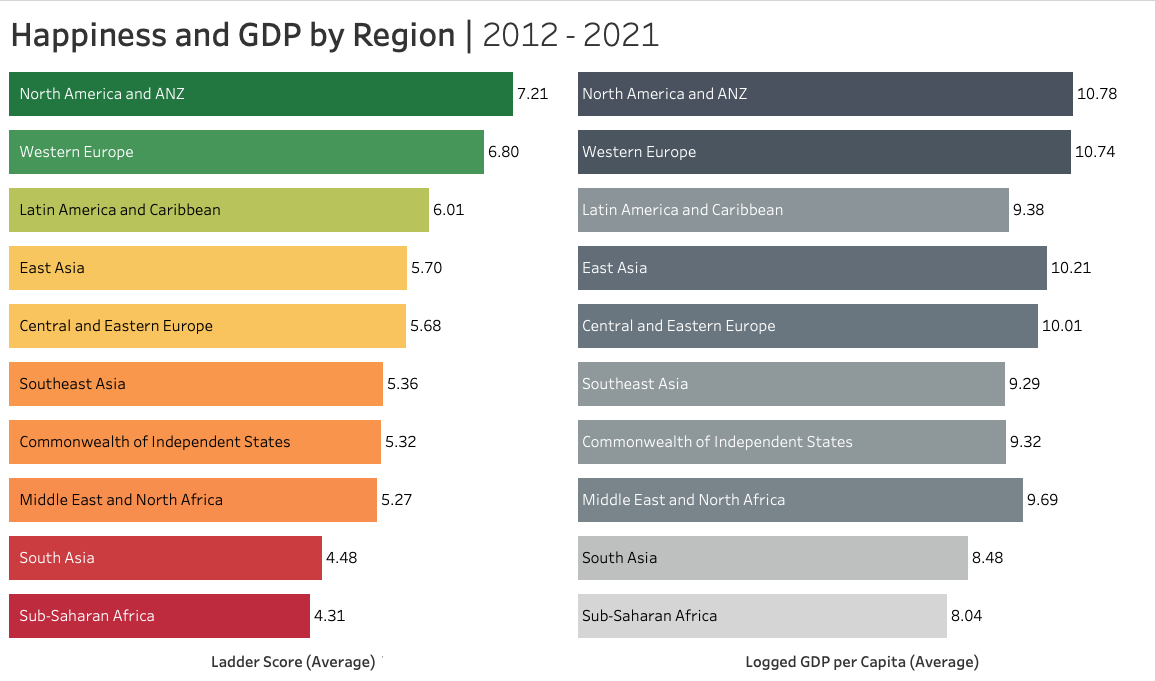 Happiness and GDP by Region | 2012 - 2021
North America and ANZ 7.21
Western Europe 6.80
Latin America and Caribbean 6.01
East Asia 5.70
Central and Eastern Europe 5.68
Southeast Asia 5.36
Commonwealth of Independent States 5.32
Middle East and North Africa 5.27
South Asia 4.48
Sub-Saharan Africa 4.31
Ladder Score (Average)
North America and ANZ 10.78
Western Europe 10.74
Latin America and Caribbean 9.38
East Asia 10.21
Central and Eastern Europe 10.01
Southeast Asia 9.29
Commonwealth of Independent States 9.32
Middle East and North Africa 9.69
South Asia 8.48
Sub-Saharan Africa 8.04
Logged GDP per Capita (Average)